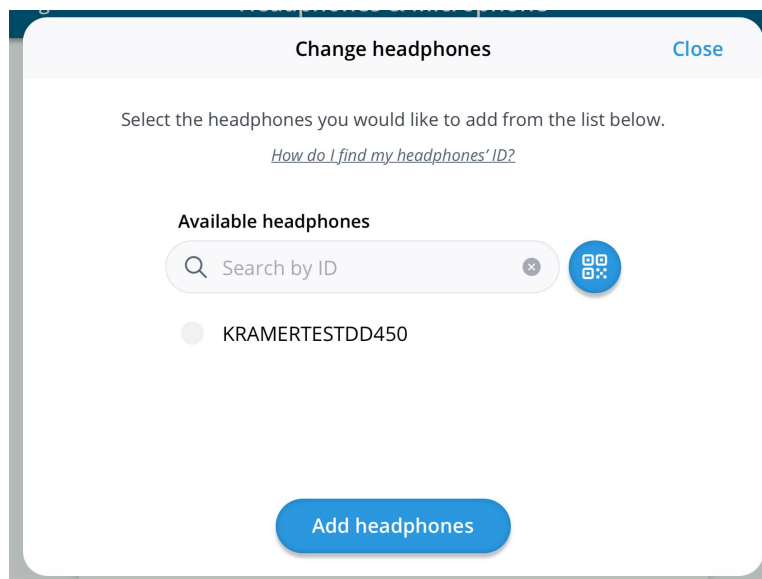 Change headphones
Close
Select the headphones you would like to add from the list below.
How do I find my headphones’ ID?
Available headphones
Search by ID
KRAMERTESTDD450
Add headphones